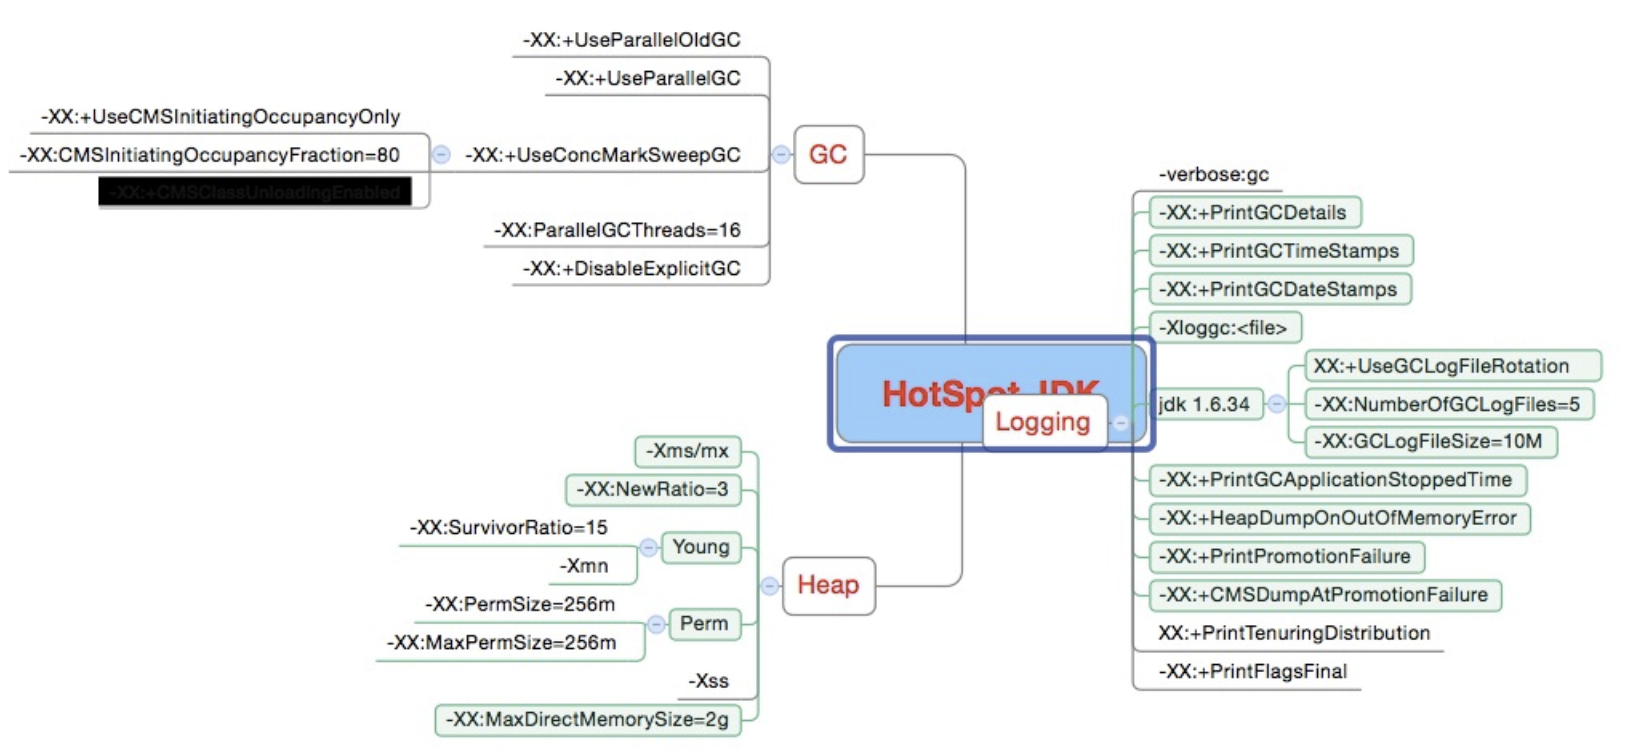 -XX:+UseParallelOldGC
-XX:+UseParallelGC
-XX:+UseCMSInitiatingOccupancyOnly
-XX:CMSInitiatingOccupancyFraction=80
-XX:+UseConcMarkSweepGC
GC
-XX:+CMSClassUnloadingEnabled
-XX:ParallelGCThreads=16
-XX:+DisableExplicitGC
HotSpot JDK
Logging
-verbose:gc
-XX:+PrintGCDetails
-XX:+PrintGCTimeStamps
-XX:+PrintGCDateStamps
-Xloggc:<file>
jdk 1.6.34
XX:+UseGCLogFileRotation
-XX:NumberOfGCLogFiles=5
-XX:GCLogFileSize=10M
-XX:+PrintGCApplicationStoppedTime
-XX:+HeapDumpOnOutOfMemoryError
-XX:+PrintPromotionFailure
-XX:+CMSDumpAtPromotionFailure
XX:+PrintTenuringDistribution
-XX:+PrintFlagsFinal
-Xms/mx
-XX:NewRatio=3
-XX:SurvivorRatio=15
Young
-Xmn
Heap
-XX:PermSize=256m
Perm
-XX:MaxPermSize=256m
-Xss
-XX:MaxDirectMemorySize=2g